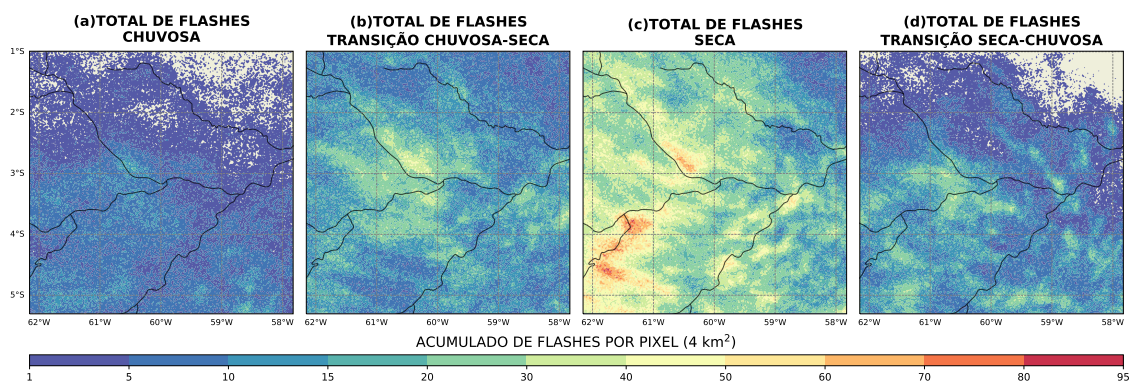 (a)TOTAL DE FLASHES
CHUVOSA
(b)TOTAL DE FLASHES
TRANSIÇÃO CHUVOSA-SECA
(c)TOTAL DE FLASHES
SECA
(d)TOTAL DE FLASHES
TRANSIÇÃO SECA-CHUVOSA
1°S
2°S
3°S
4°S
5°S
62°W 61°W 60°W 59°W 58°W
62°W 61°W 60°W 59°W 58°W
62°W 61°W 60°W 59°W 58°W
62°W 61°W 60°W 59°W 58°W
ACUMULADO DE FLASHES POR PIXEL (4 km²)
1 5 10 15 20 30 40 50 60 70 80 95